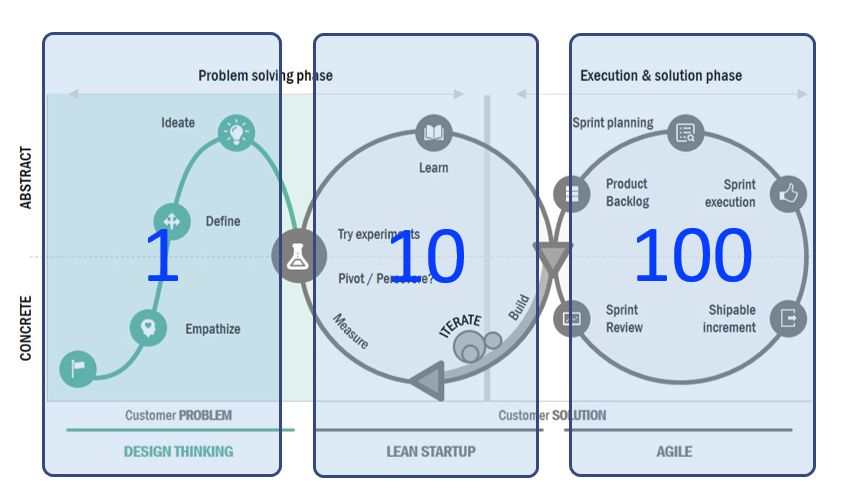 Problem solving phase
Execution & solution phase
ABSTRACT
CONCRETE
Ideate
Define
Empathize
1
Customer PROBLEM
DESIGN THINKING
Learn
Try experiments
10
Pivot / Persevere?
Measure
ITERATE
Build
Customer SOLUTION
LEAN STARTUP
Sprint planning
Product
Backlog
Sprint
execution
100
Sprint
Review
Shipable
increment
AGILE